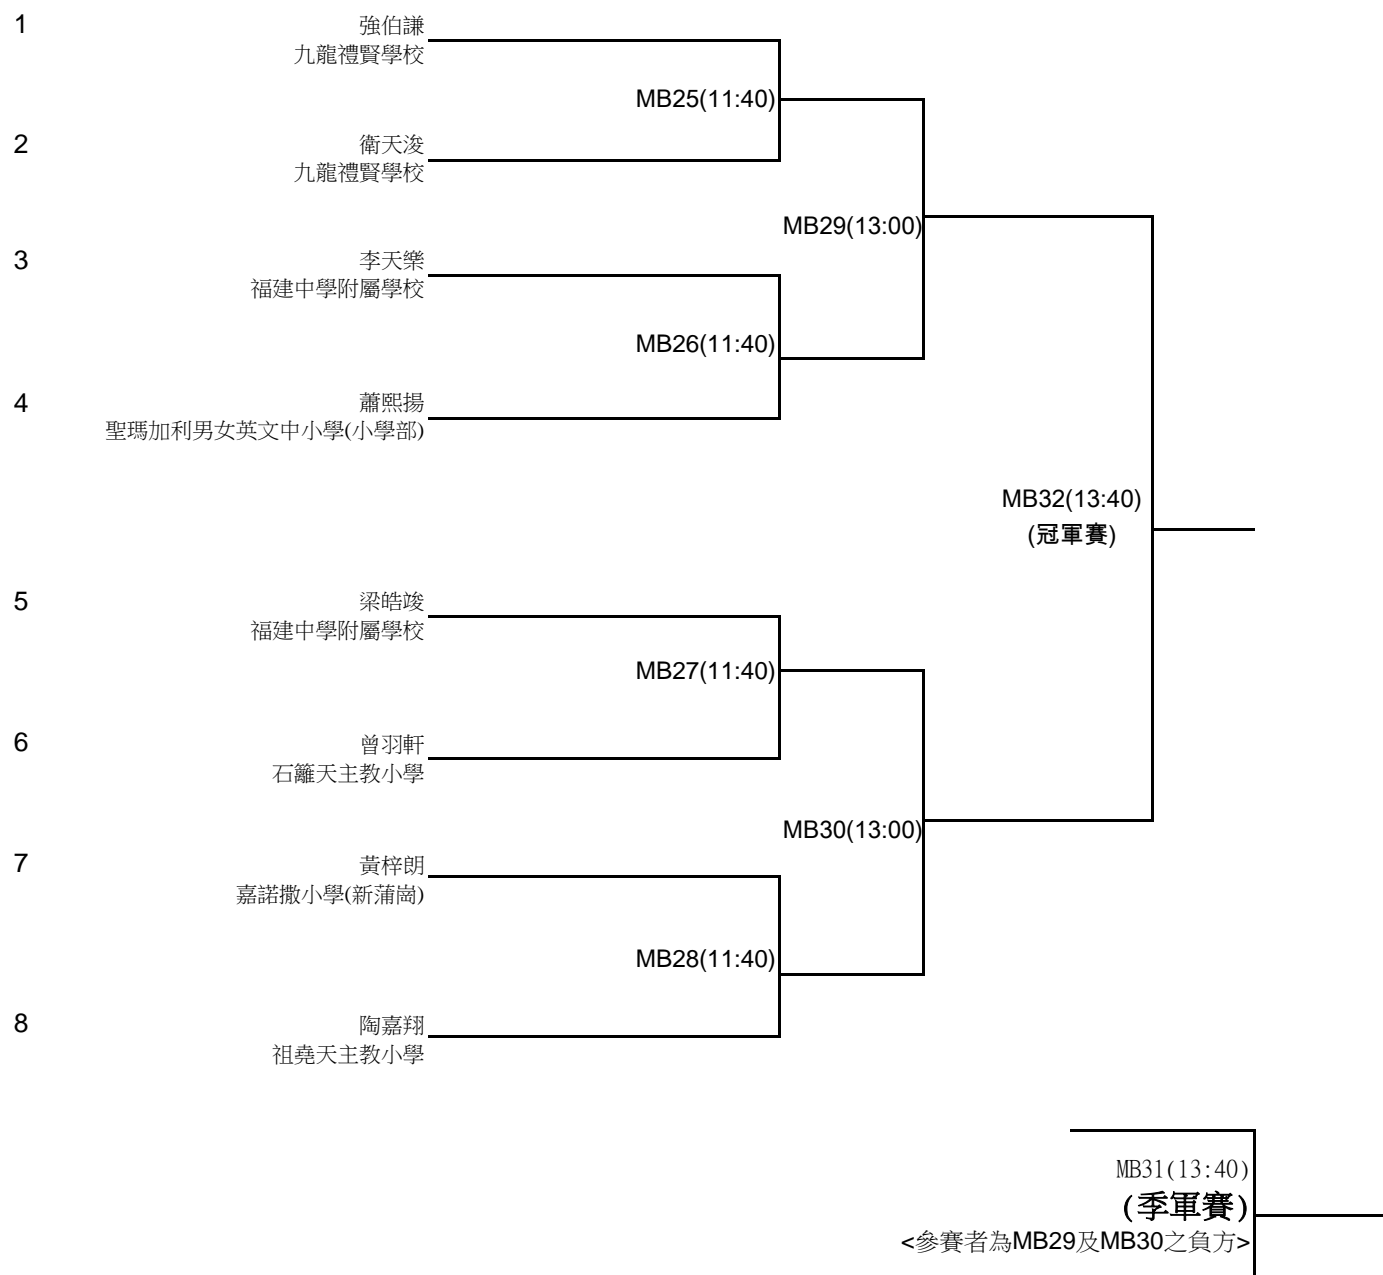 1
強伯謙
九龍禮賢學校
MB25(11:40)
2
衛天浚
九龍禮賢學校
MB29(13:00)
3
李天樂
福建中學附屬學校
MB26(11:40)
4
蕭熙揚
聖瑪加利男女英文中小學(小學部)
MB32(13:40)
(冠軍賽)
5
梁皓竣
福建中學附屬學校
MB27(11:40)
6
曾羽軒
石籬天主教小學
MB30(13:00)
7
黃梓朗
嘉諾撒小學(新蒲崗)
MB28(11:40)
8
陶嘉翔
祖堯天主教小學
MB31(13:40)
(季軍賽)
<參賽者為MB29及MB30之負方>